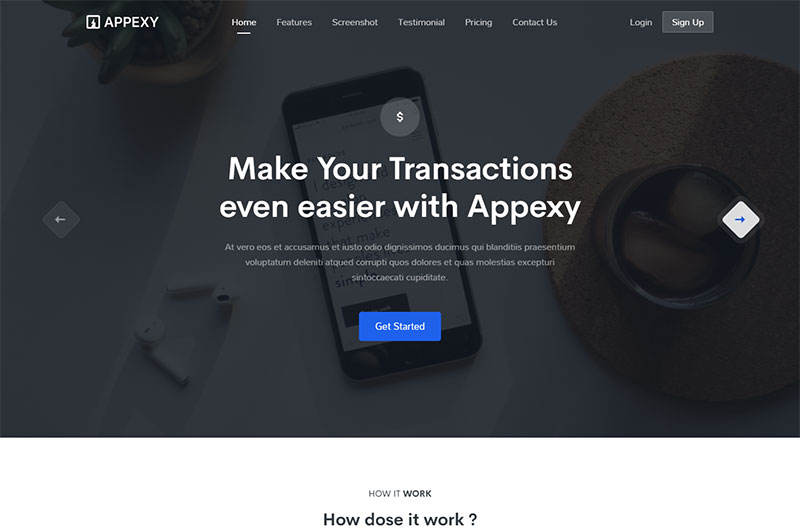 APPEXY
Home Features Screenshot Testimonial Pricing Contact Us Login Sign Up
$
Make Your Transactions
even easier with Appexy
At vero eos et accusamus et iusto odio dignissimos ducimus qui blanditiis praesentium
voluptatum deleniti atqued corrupti quos dolores et quas molestias excepturi
sintoccaecati cupiditate.
Get Started
HOW IT WORK
How dose it work ?